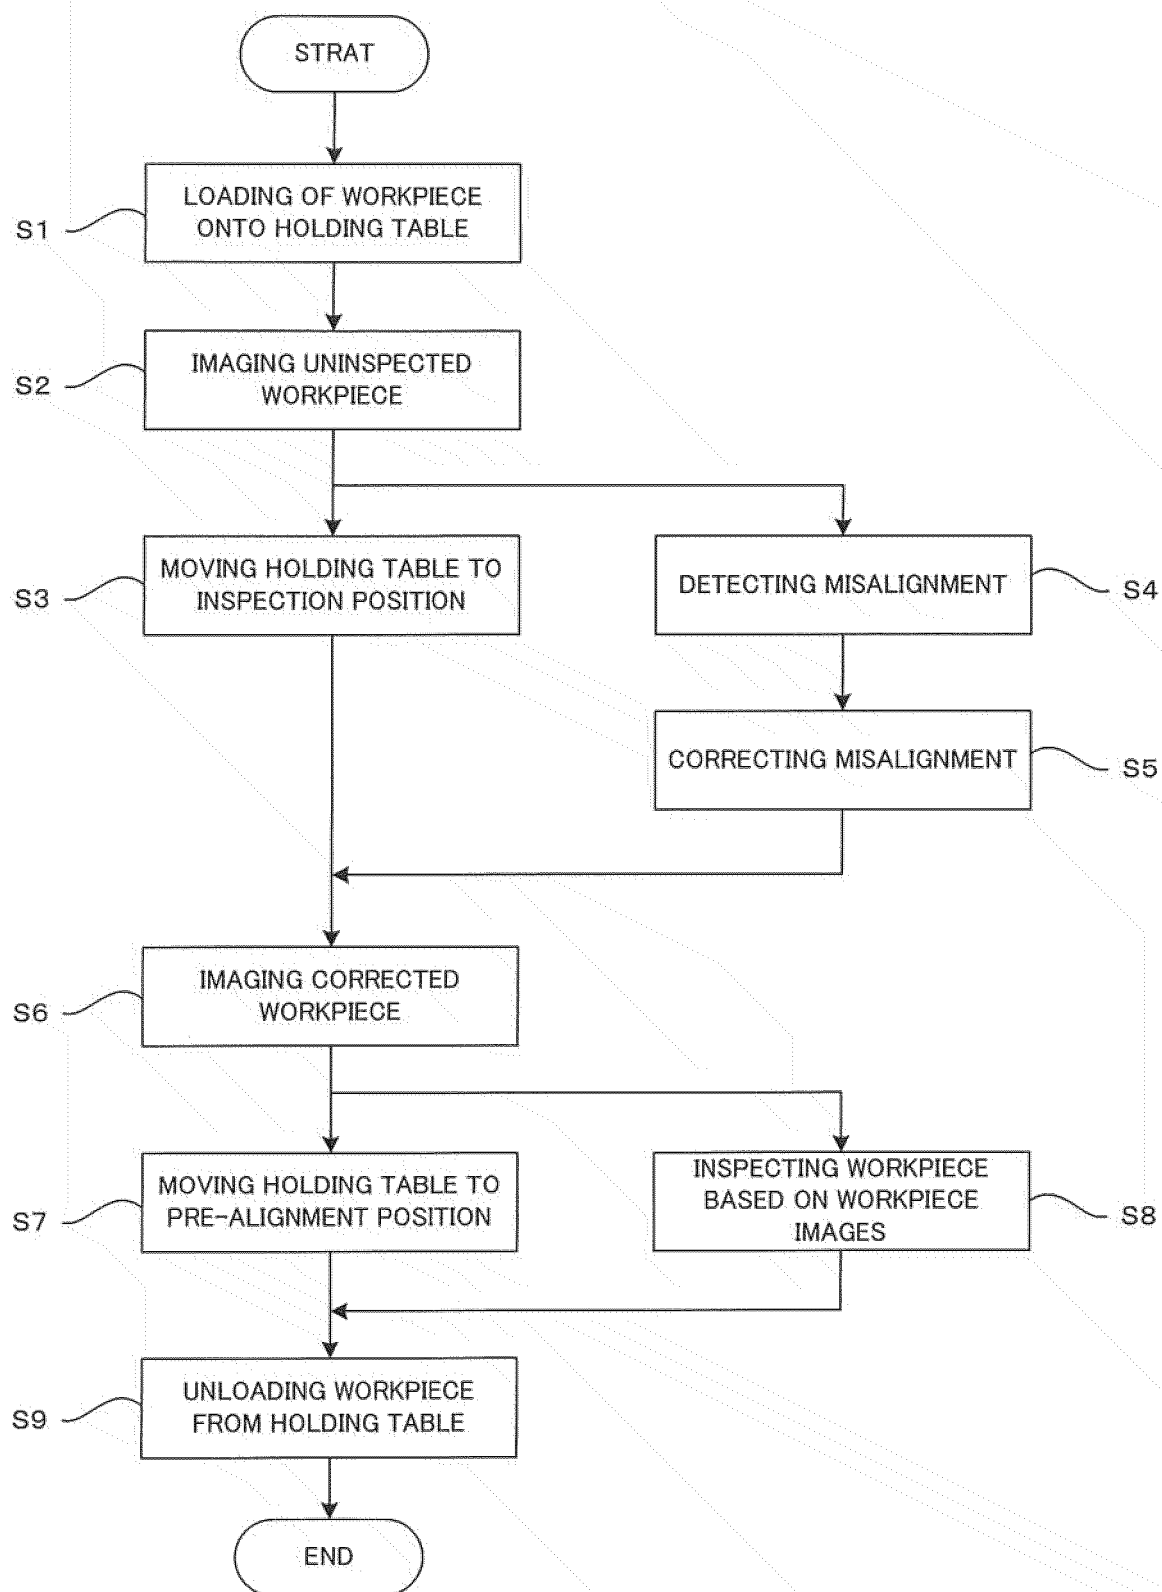 STRAT
LOADING OF WORKPIECE
ONTO HOLDING TABLE
S1
IMAGING UNINSPECTED
WORKPIECE
S2
MOVING HOLDING TABLE TO
INSPECTION POSITION
S3
DETECTING MISALIGNMENT
S4
CORRECTING MISALIGNMENT
S5
IMAGING CORRECTED
WORKPIECE
S6
MOVING HOLDING TABLE TO
PRE-ALIGNMENT POSITION
S7
INSPECTING WORKPIECE
BASED ON WORKPIECE
IMAGES
S8
UNLOADING WORKPIECE
FROM HOLDING TABLE
S9
END